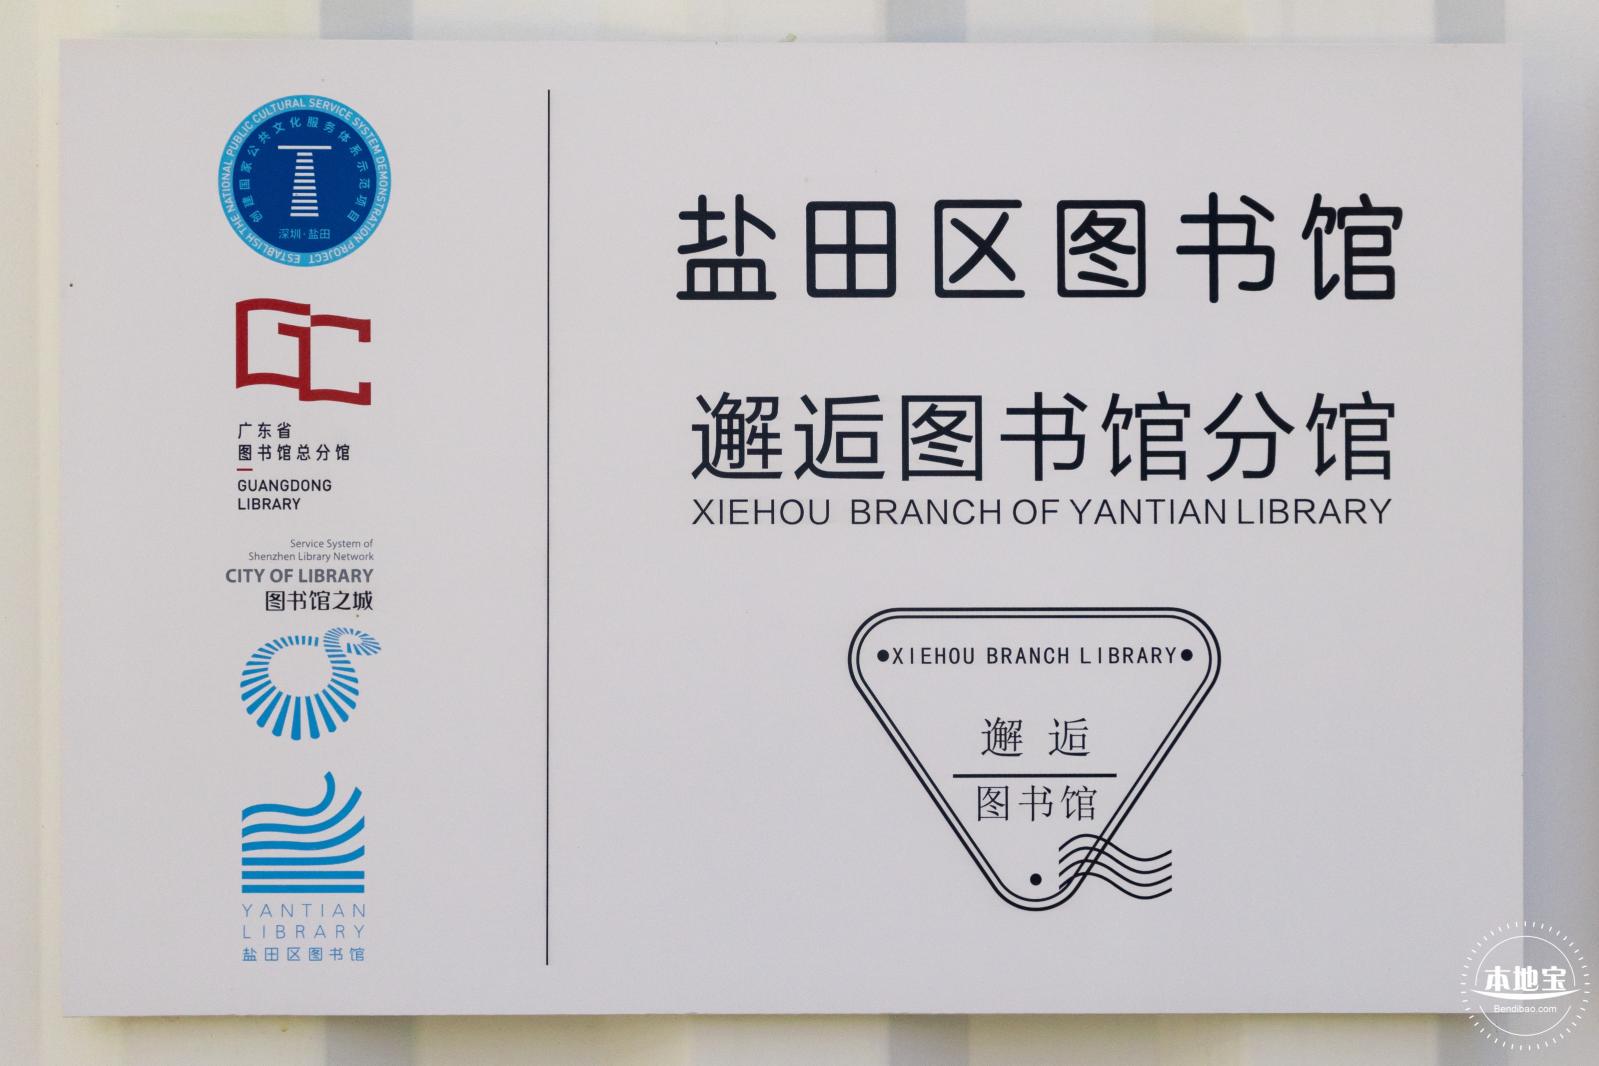 ESTABLISH THE NATIONAL PUBLIC CULTURAL SERVICE SYSTEM DEMONSTRATION PROJECT
创建国家公共文化服务体系示范项目
深圳·盐田
广东省
图书馆总分馆
GUANGDONG
LIBRARY
Service System of
Shenzhen Library Network
CITY OF LIBRARY
图书馆之城
YANTIAN
LIBRARY
盐田区图书馆
盐田区图书馆
邂逅图书馆分馆
XIEHOU BRANCH OF YANTIAN LIBRARY
XIEHOU BRANCH LIBRARY
邂逅
图书馆
本地宝
Bendibao.com